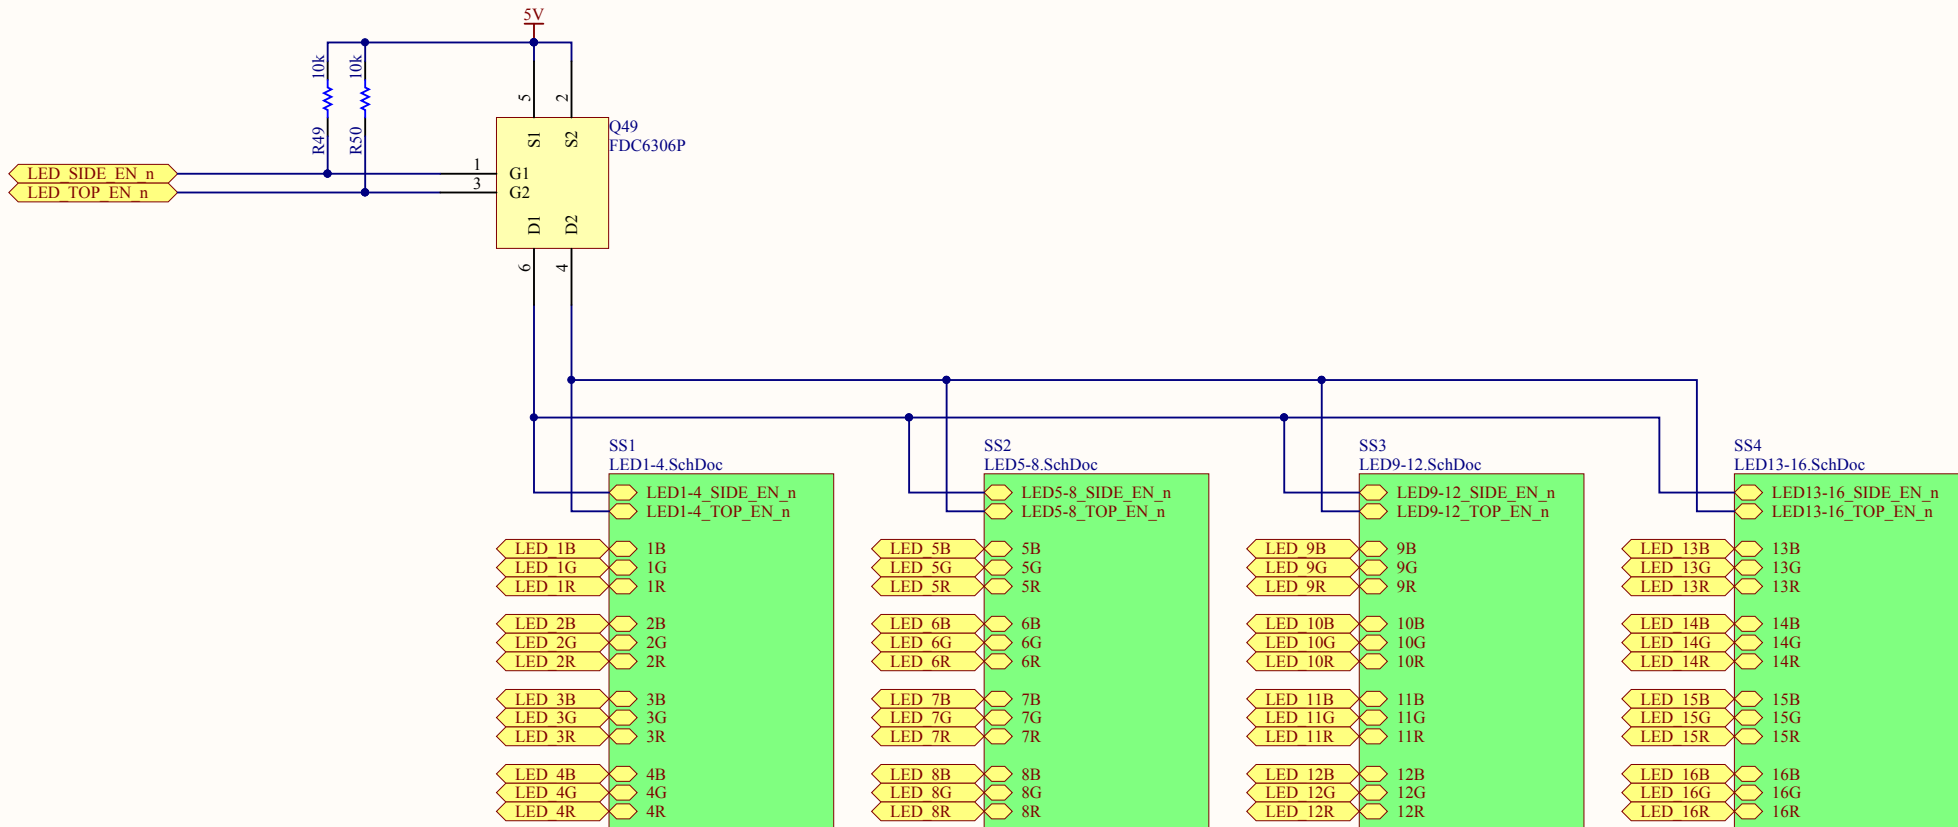 5V
10k
10k
R49
R50
5
2
S1
S2
Q49
FDC6306P
LED_SIDE_EN_n
LED_TOP_EN_n
1
3
G1
G2
D1
D2
6
4
SS1
LED1-4.SchDoc
LED1-4_SIDE_EN_n
LED1-4_TOP_EN_n
LED_1B 1B
LED_1G 1G
LED_1R 1R
LED_2B 2B
LED_2G 2G
LED_2R 2R
LED_3B 3B
LED_3G 3G
LED_3R 3R
LED_4B 4B
LED_4G 4G
LED_4R 4R
SS2
LED5-8.SchDoc
LED5-8_SIDE_EN_n
LED5-8_TOP_EN_n
LED_5B 5B
LED_5G 5G
LED_5R 5R
LED_6B 6B
LED_6G 6G
LED_6R 6R
LED_7B 7B
LED_7G 7G
LED_7R 7R
LED_8B 8B
LED_8G 8G
LED_8R 8R
SS3
LED9-12.SchDoc
LED9-12_SIDE_EN_n
LED9-12_TOP_EN_n
LED_9B 9B
LED_9G 9G
LED_9R 9R
LED_10B 10B
LED_10G 10G
LED_10R 10R
LED_11B 11B
LED_11G 11G
LED_11R 11R
LED_12B 12B
LED_12G 12G
LED_12R 12R
SS4
LED13-16.SchDoc
LED13-16_SIDE_EN_n
LED13-16_TOP_EN_n
LED_13B 13B
LED_13G 13G
LED_13R 13R
LED_14B 14B
LED_14G 14G
LED_14R 14R
LED_15B 15B
LED_15G 15G
LED_15R 15R
LED_16B 16B
LED_16G 16G
LED_16R 16R